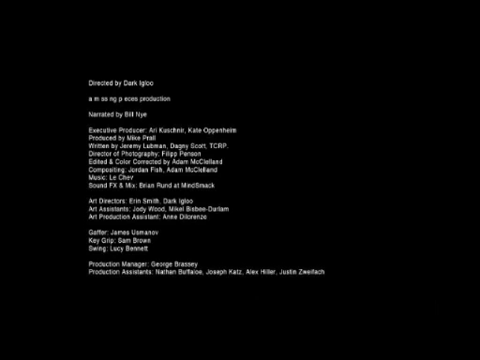 Directed by Dark Igloo
a m ss ng p eces production
Narrated by Bill Nye
Executive Producer: Ari Kuschnir, Kate Oppenheim
Produced by Mike Prall
Written by Jeremy Lubman, Dagny Scott, TCRP.
Director of Photography: Filipp Penson
Edited & Color Corrected by Adam McClelland
Compositing: Jordan Fish, Adam McClelland
Music: Le Chev
Sound FX & Mix: Brian Rund at MindSmack
Art Directors: Erin Smith, Dark Igloo
Art Assistants: Jody Wood, Mikel Bisbee-Durlam
Art Production Assistant: Anne Dilorenze
Gaffer: James Usmanov
Key Grip: Sam Brown
Swing: Lucy Bennett
Production Manager: George Brassey
Production Assistants: Nathan Buffaloe, Joseph Katz, Alex Hiller, Justin Zweifach